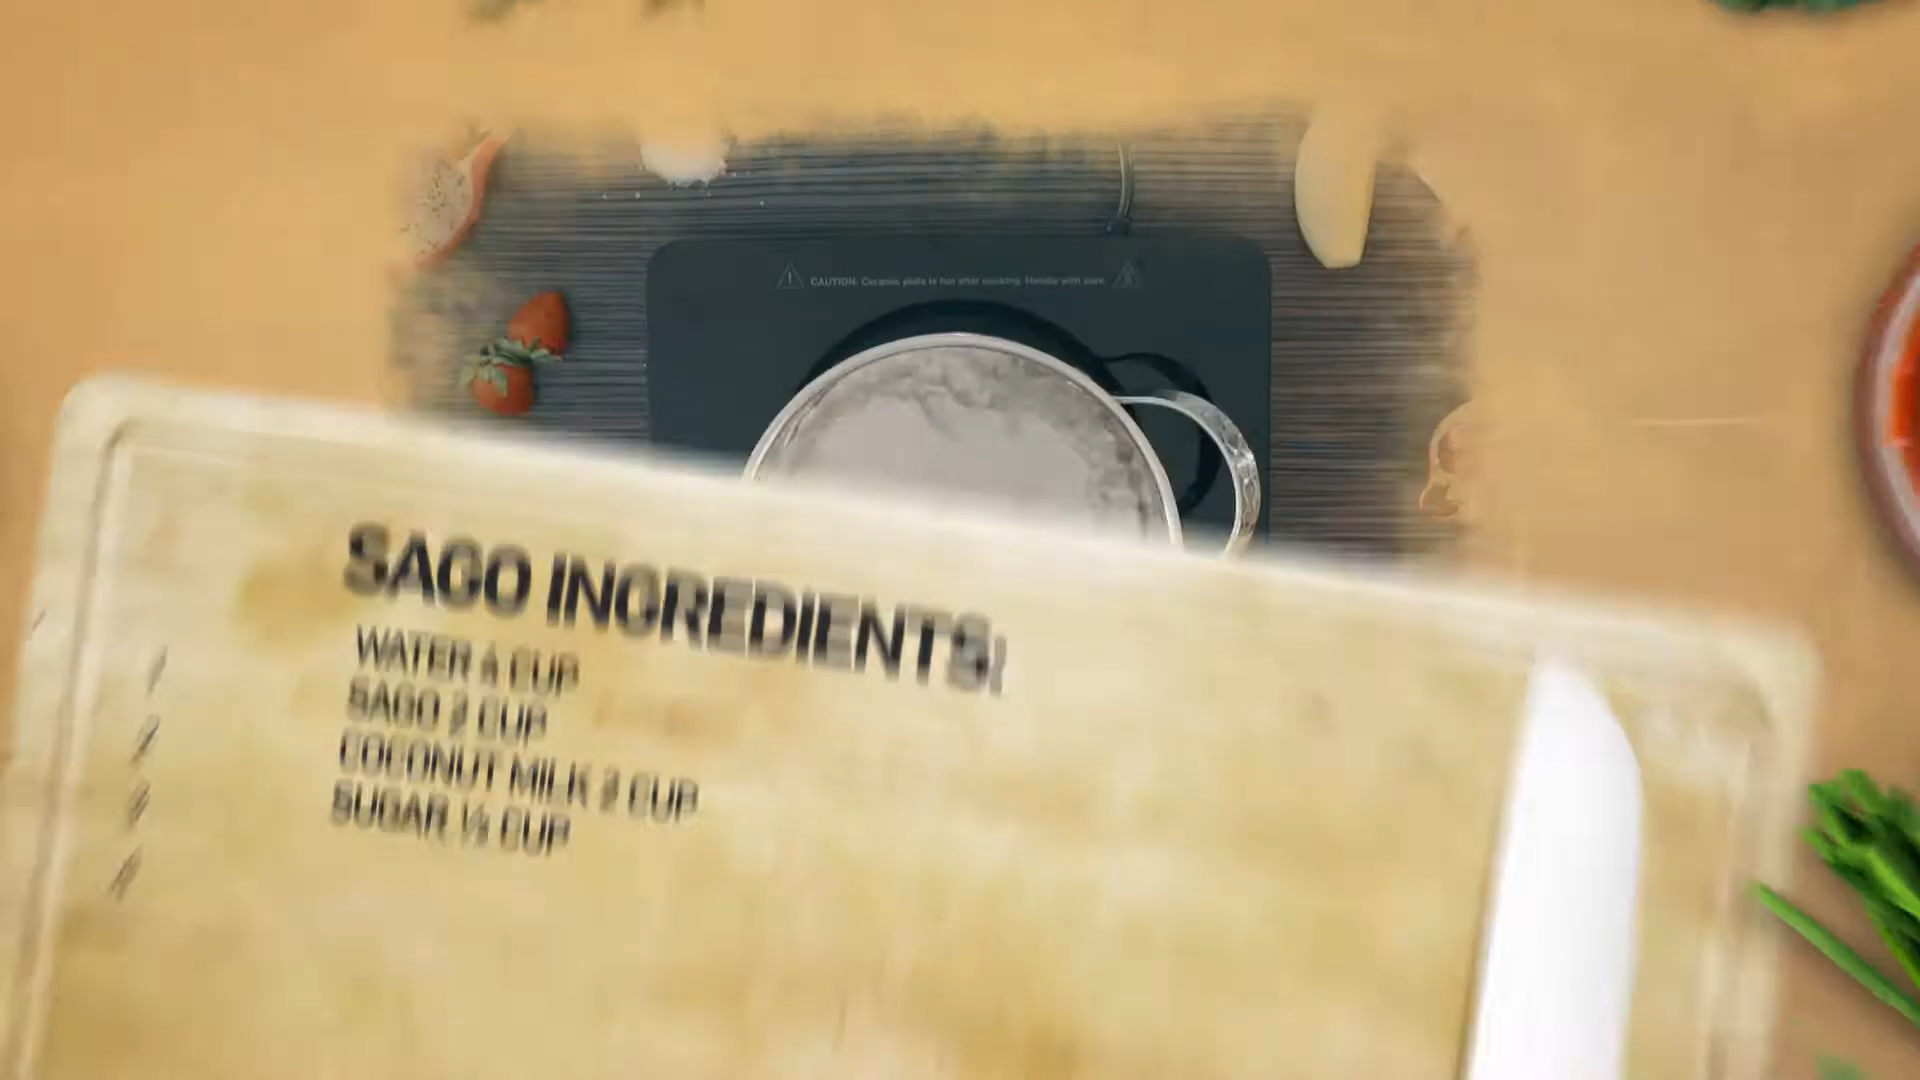 CAUTION: Ceramic plate is hot after cooking. Handle with care.
SAGO INGREDIENTS:
WATER 6 CUP
SAGO 2 CUP
COCONUT MILK 2 CUP
SUGAR ½ CUP